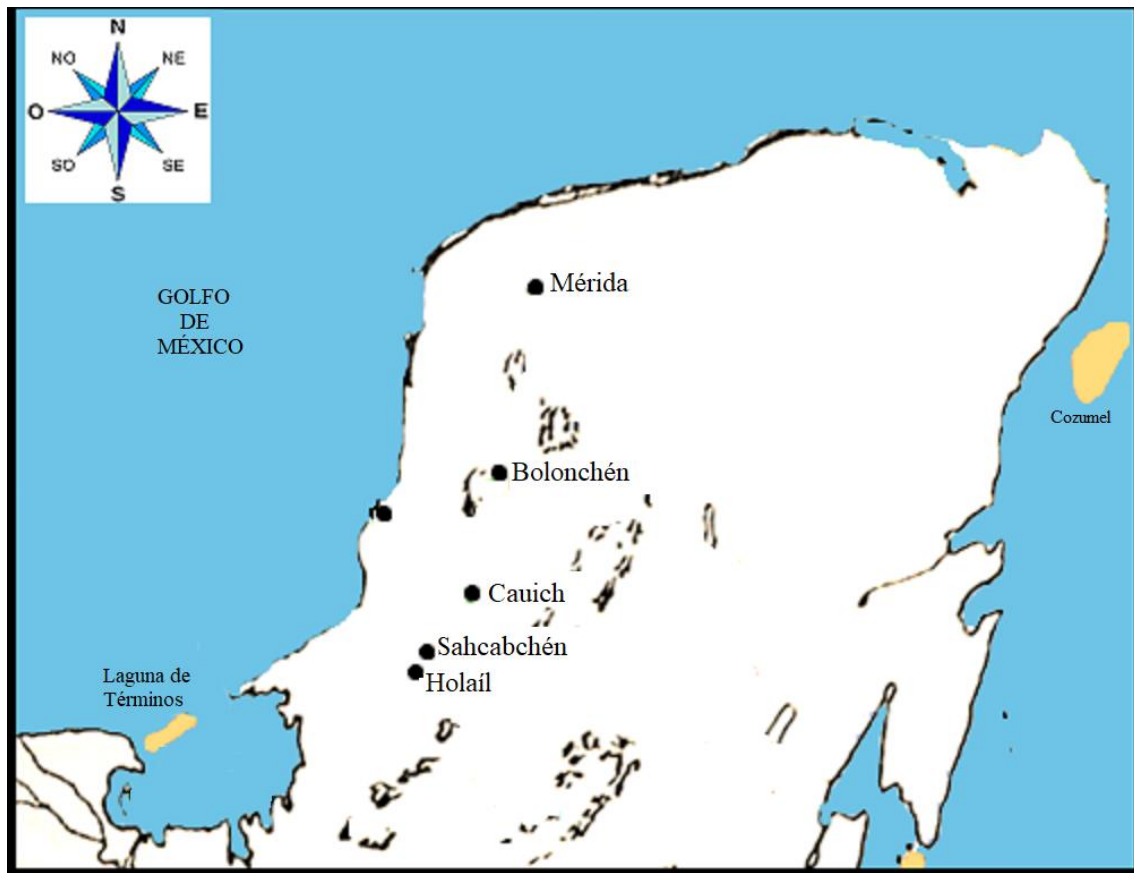 N
NO
NE
O
E
SO
SE
S
Mérida
GOLFO
DE
MÉXICO
Cozumel
Bolonchén
Cauich
Sahcabchén
Holaíl
Laguna de
Términos